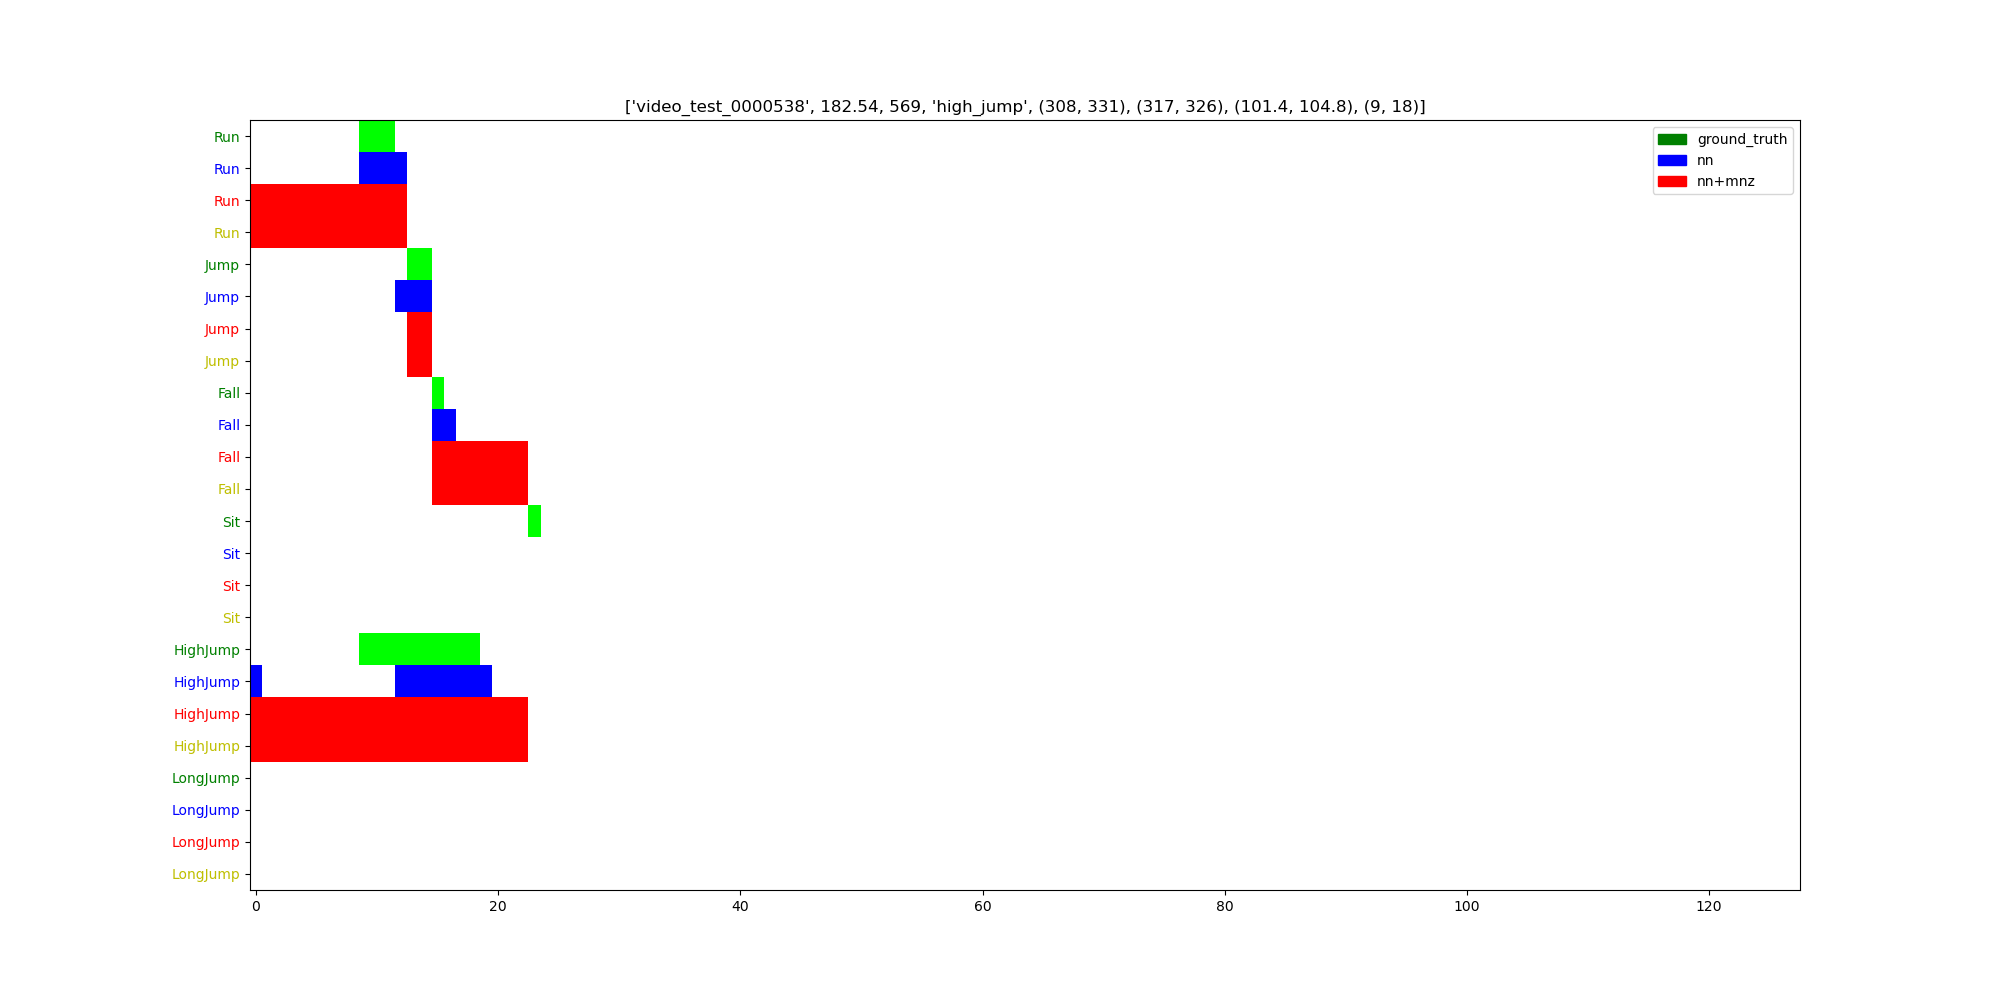 ['video_test_0000538', 182.54, 569, 'high_jump', (308, 331), (317, 326), (101.4, 104.8), (9, 18)]
ground_truth
nn
nn+mnz
Run
Run
Run
Run
Jump
Jump
Jump
Jump
Fall
Fall
Fall
Fall
Sit
Sit
Sit
Sit
HighJump
HighJump
HighJump
HighJump
LongJump
LongJump
LongJump
LongJump
0 20 40 60 80 100 120